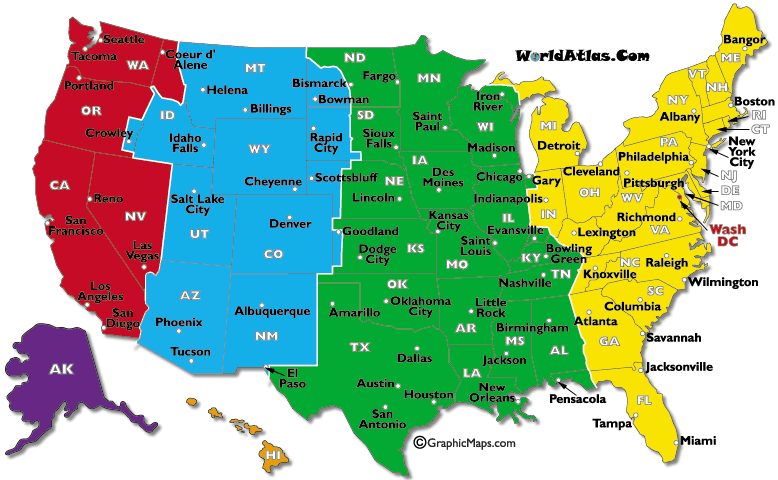 WorldAtlas.Com
Seattle
Tacoma
WA
Coeur d'
Alene
Portland
OR
Crowley
ID
Idaho
Falls
MT
Helena
Billings
WY
Cheyenne
CA
NV
Reno
San
Francisco
Las
Vegas
Los
Angeles
San
Diego
Salt Lake
City
UT
Denver
CO
AZ
Phoenix
Tucson
Albuquerque
NM
El
Paso
ND
Bismarck
Bowman
Fargo
SD
Rapid
City
Sioux
Falls
Scottsbluff
NE
Lincoln
Goodland
Dodge
City
KS
MN
Saint
Paul
IA
Des
Moines
Kansas
City
MO
Saint
Louis
Iron
River
WI
Madison
Chicago
IL
OK
Oklahoma
City
Amarillo
TX
Dallas
Austin
Houston
San
Antonio
AR
Little
Rock
LA
New
Orleans
MS
Jackson
Birmingham
AL
Pensacola
Evansville
KY
Bowling
Green
TN
Nashville
MI
Detroit
Gary
Indianapolis
IN
OH
Cleveland
Lexington
Knoxville
Bangor
ME
VT
NH
NY
Albany
Boston
RI
CT
New
York
City
PA
Philadelphia
Pittsburgh
NJ
DE
MD
WV
Richmond
VA
Wash
DC
NC
Raleigh
Wilmington
SC
Columbia
Atlanta
GA
Savannah
Jacksonville
FL
Tampa
Miami
AK
HI
©GraphicMaps.com